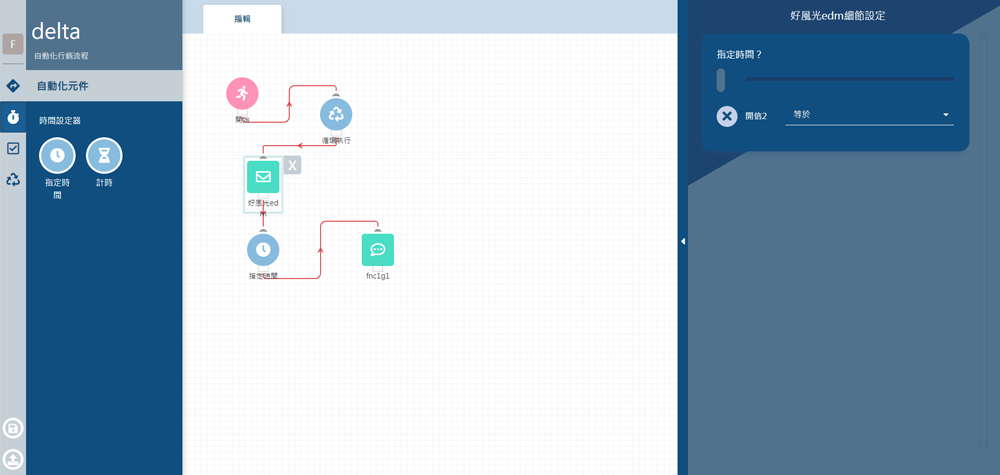 F
delta
自動化行銷流程
自動化元件
時間設定器
指定時
間
計時
編輯
開始
循環執行
X
好風光ed
m
指定時間
fnc1g1
好風光edm細節設定
指定時間？
開信2
等於